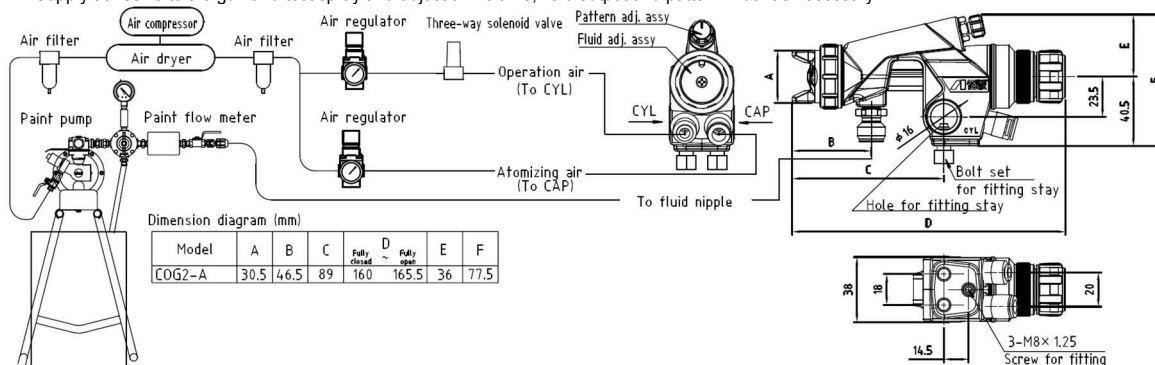 Air compressor
Air filter
Air dryer
Air filter
Air regulator
Three-way solenoid valve
Pattern adj. assy
Fluid adj. assy
Operation air
(To CYL)
Paint pump
Paint flow meter
Air regulator
CYL
CAP
Atomizing air
(To CAP)
To fluid nipple
A
B
C
D
E
F
23.5
40.5
ϕ16
CYL
Bolt set
for fitting stay
Hole for fitting stay
Dimension diagram (mm)
Model A B C D Fully closed ~ Fully open E F
COG2-A 30.5 46.5 89 160 165.5 36 77.5
38
18
20
14.5
3-M8×1.25
Screw for fitting